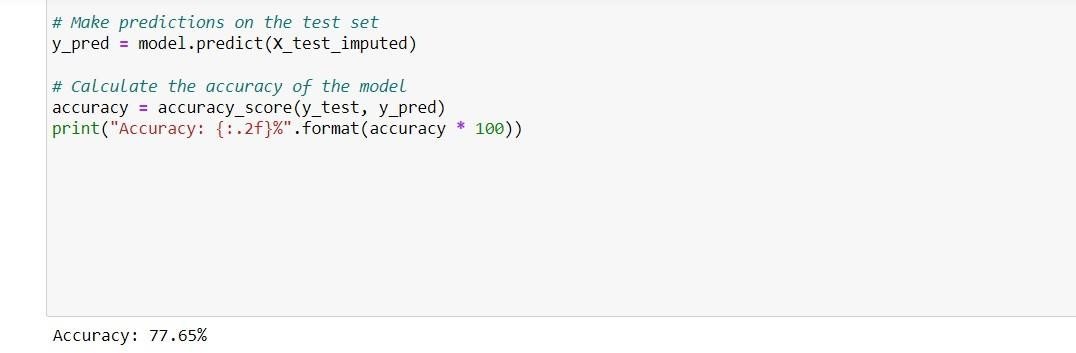 # Make predictions on the test set
y_pred = model.predict(X_test_imputed)
# Calculate the accuracy of the model
accuracy = accuracy_score(y_test, y_pred)
print("Accuracy: {:.2f}%".format(accuracy * 100))
Accuracy: 77.65%